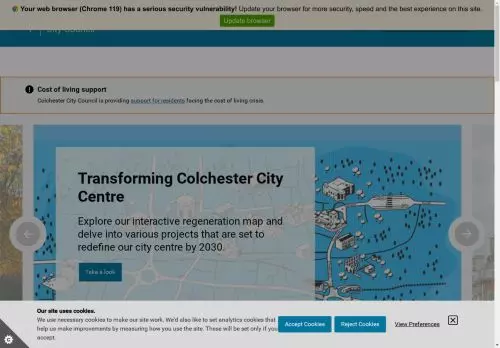 Your web browser (Chrome 119) has a serious security vulnerability! Update your browser for more security, speed and the best experience on this site.
Update browser
City Council
Cost of living support
Colchester City Council is providing support for residents facing the cost of living crisis.
Transforming Colchester City
Centre
Explore our interactive regeneration map and
delve into various projects that are set to
redefine our city centre by 2030.
Take a look
Our site uses cookies.
We use necessary cookies to make our site work. We'd also like to set analytics cookies that
help us make improvements by measuring how you use the site. These will be set only if you
accept.
Accept Cookies
Reject Cookies
View Preferences